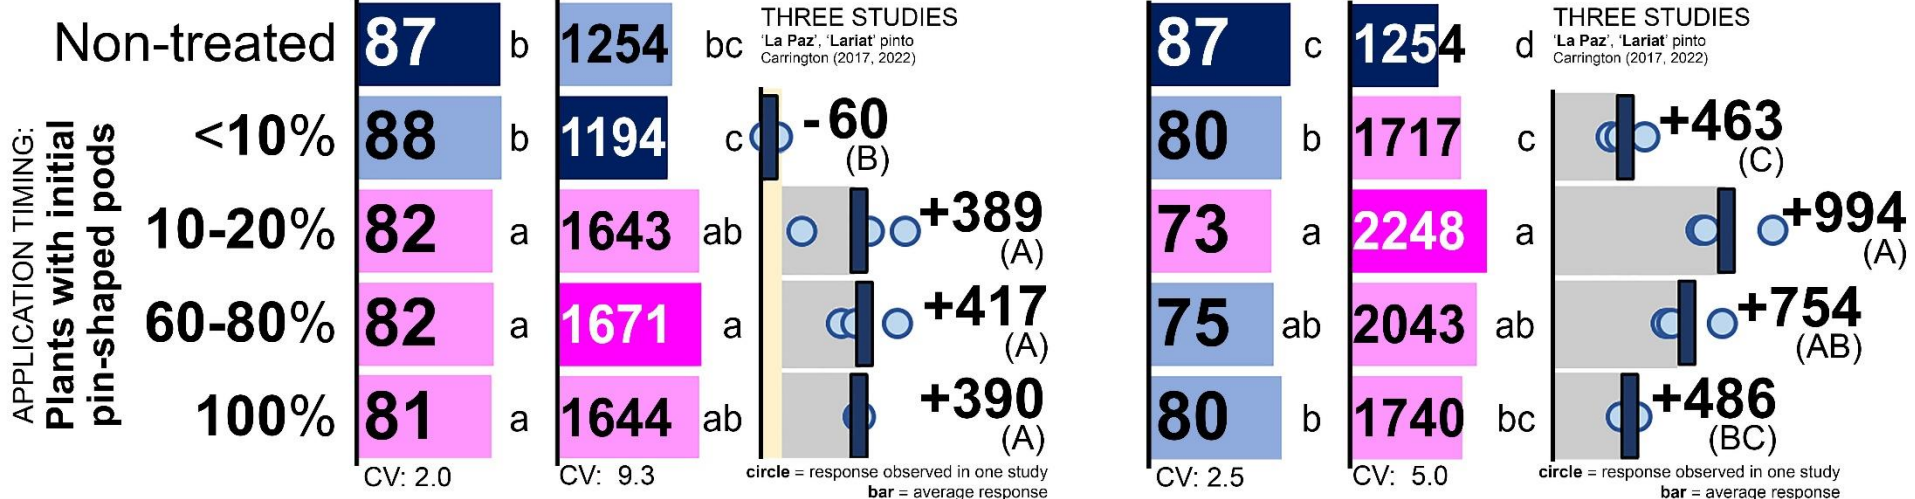 APPLICATION TIMING:
Plants with initial
pin-shaped pods
Non-treated 87 b 1254 bc
<10% 88 b 1194 c -60 (B)
10-20% 82 a 1643 ab +389 (A)
60-80% 82 a 1671 a +417 (A)
100% 81 a 1644 ab +390 (A)
CV: 2.0 CV: 9.3
THREE STUDIES
'La Paz', 'Lariat' pinto
Carrington (2017, 2022)
circle = response observed in one study
bar = average response
87 c 1254 d
80 b 1717 c +463 (C)
73 a 2248 a +994 (A)
75 ab 2043 ab +754 (AB)
80 b 1740 bc +486 (BC)
CV: 2.5 CV: 5.0
THREE STUDIES
'La Paz', 'Lariat' pinto
Carrington (2017, 2022)
circle = response observed in one study
bar = average response